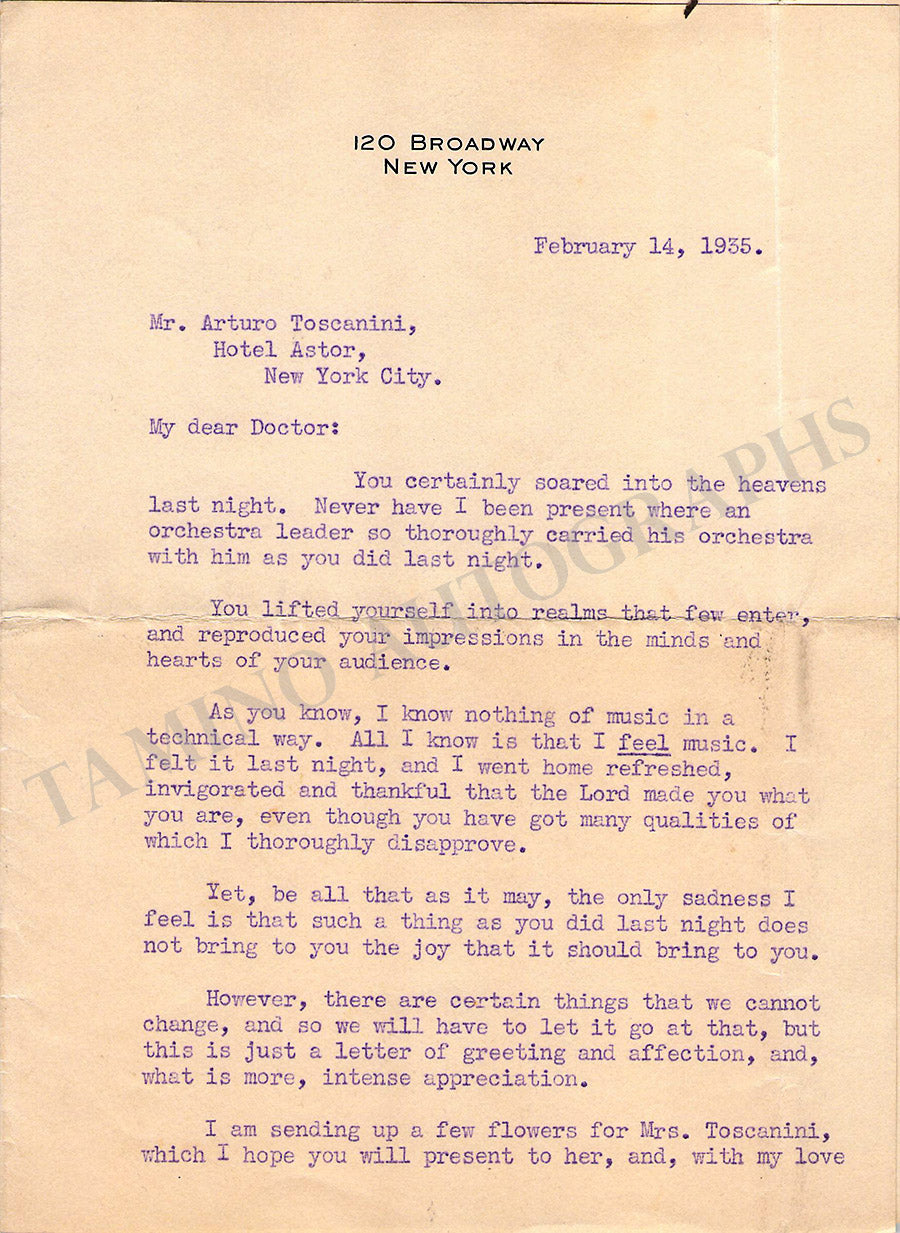 120 BROADWAY
NEW YORK
February 14, 1935.
Mr. Arturo Toscanini,
Hotel Astor,
New York City.
My dear Doctor:
You certainly soared into the heavens
last night. Never have I been present where an
orchestra leader so thoroughly carried his orchestra
with him as you did last night.
You lifted yourself into realms that few enter,
and reproduced your impressions in the minds and
hearts of your audience.
As you know, I know nothing of music in a
technical way. All I know is that I feel music. I
felt it last night, and I went home refreshed,
invigorated and thankful that the Lord made you what
you are, even though you have got many qualities of
which I thoroughly disapprove.
Yet, be all that as it may, the only sadness I
feel is that such a thing as you did last night does
not bring to you the joy that it should bring to you.
However, there are certain things that we cannot
change, and so we will have to let it go at that, but
this is just a letter of greeting and affection, and,
what is more, intense appreciation.
I am sending up a few flowers for Mrs. Toscanini,
which I hope you will present to her, and, with my love
TAMINO AUTOGRAPHS